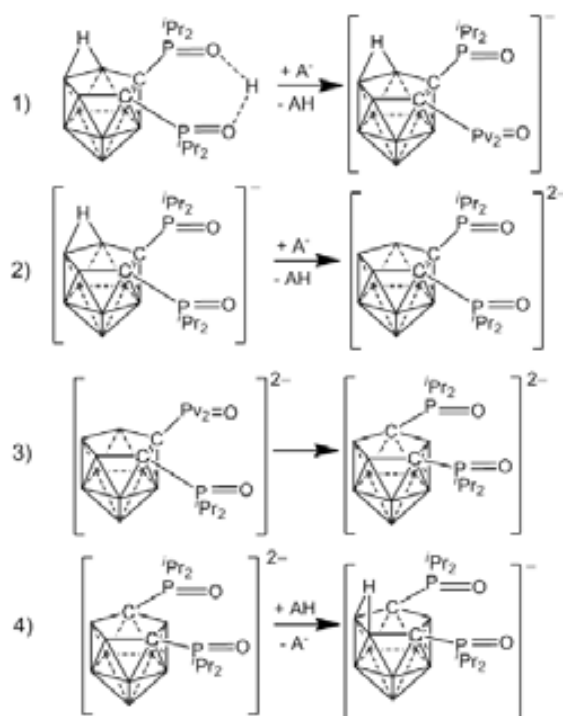 1)
H
iPr2
P=O
H
C
C
P=O
iPr2
+ A-
- AH
H
iPr2
P=O
C
C
Pv2=O
-
2)
H
iPr2
P=O
C
C
P=O
iPr2
-
+ A-
- AH
iPr2
P=O
C
C
P=O
iPr2
2-
3)
Pv2=O
C
C
P=O
iPr2
2-
iPr2
P=O
C
C
P=O
iPr2
2-
4)
iPr2
P=O
C
C
P=O
iPr2
2-
+ AH
- A-
H
iPr2
P=O
C
C
P=O
iPr2
-